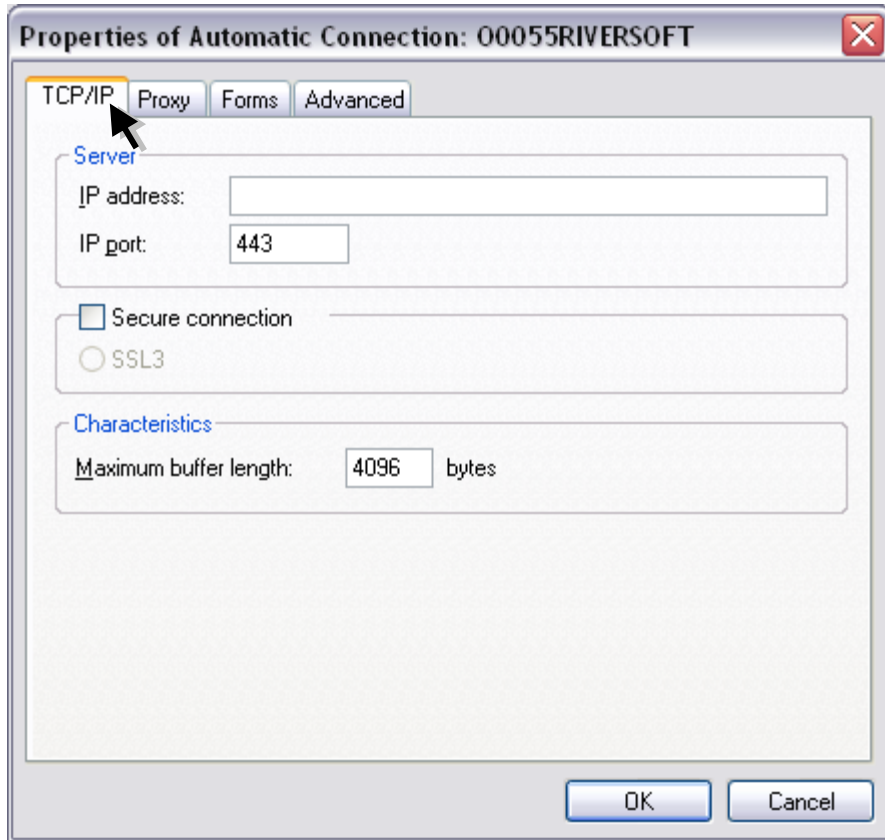 Properties of Automatic Connection: O0055RIVERSOFT
TCP/IP Proxy Forms Advanced
Server
IP address:
IP port: 443
Secure connection
SSL3
Characteristics
Maximum buffer length: 4096 bytes
OK Cancel